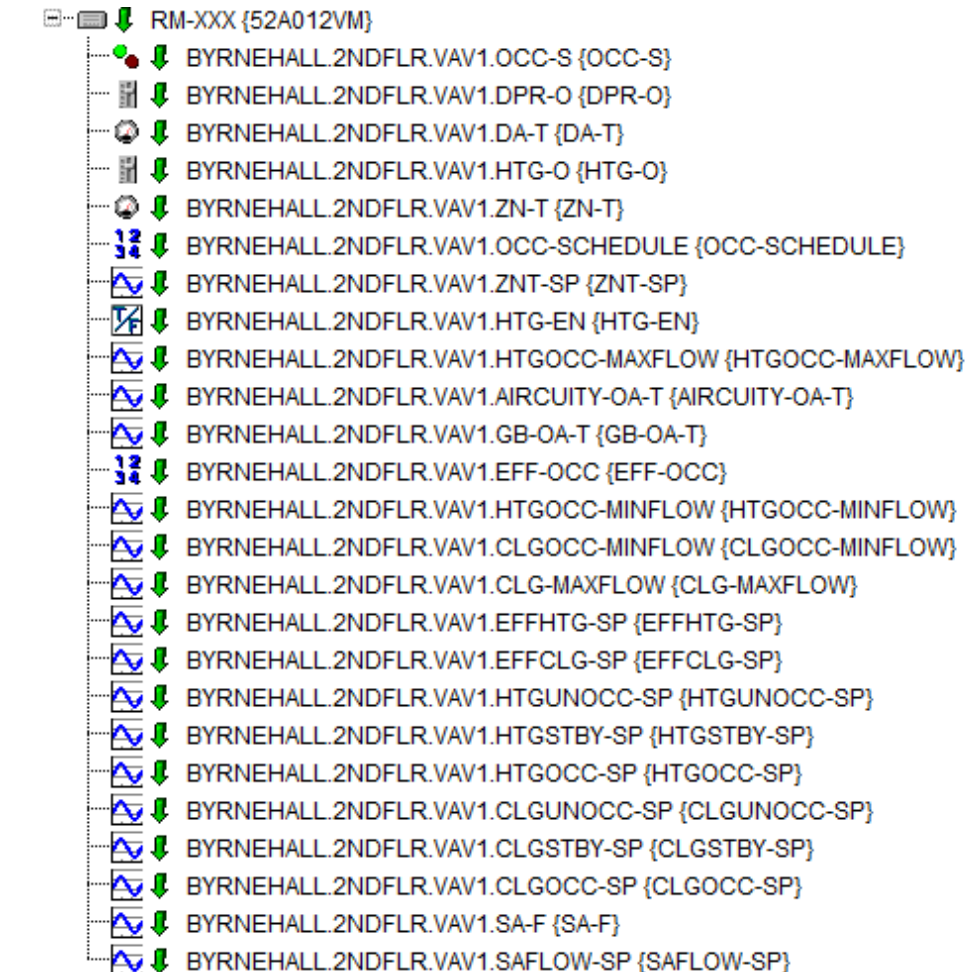 RM-XXX {52A012VM}
BYRNEHALL.2NDFLR.VAV1.OCC-S {OCC-S}
BYRNEHALL.2NDFLR.VAV1.DPR-O {DPR-O}
BYRNEHALL.2NDFLR.VAV1.DA-T {DA-T}
BYRNEHALL.2NDFLR.VAV1.HTG-O {HTG-O}
BYRNEHALL.2NDFLR.VAV1.ZN-T {ZN-T}
BYRNEHALL.2NDFLR.VAV1.OCC-SCHEDULE {OCC-SCHEDULE}
BYRNEHALL.2NDFLR.VAV1.ZNT-SP {ZNT-SP}
T/F BYRNEHALL.2NDFLR.VAV1.HTG-EN {HTG-EN}
BYRNEHALL.2NDFLR.VAV1.HTGOCC-MAXFLOW {HTGOCC-MAXFLOW}
BYRNEHALL.2NDFLR.VAV1.AIRCUITY-OA-T {AIRCUITY-OA-T}
BYRNEHALL.2NDFLR.VAV1.GB-OA-T {GB-OA-T}
BYRNEHALL.2NDFLR.VAV1.EFF-OCC {EFF-OCC}
BYRNEHALL.2NDFLR.VAV1.HTGOCC-MINFLOW {HTGOCC-MINFLOW}
BYRNEHALL.2NDFLR.VAV1.CLGOCC-MINFLOW {CLGOCC-MINFLOW}
BYRNEHALL.2NDFLR.VAV1.CLG-MAXFLOW {CLG-MAXFLOW}
BYRNEHALL.2NDFLR.VAV1.EFFHTG-SP {EFFHTG-SP}
BYRNEHALL.2NDFLR.VAV1.EFFCLG-SP {EFFCLG-SP}
BYRNEHALL.2NDFLR.VAV1.HTGUNOCC-SP {HTGUNOCC-SP}
BYRNEHALL.2NDFLR.VAV1.HTGSTBY-SP {HTGSTBY-SP}
BYRNEHALL.2NDFLR.VAV1.HTGOCC-SP {HTGOCC-SP}
BYRNEHALL.2NDFLR.VAV1.CLGUNOCC-SP {CLGUNOCC-SP}
BYRNEHALL.2NDFLR.VAV1.CLGSTBY-SP {CLGSTBY-SP}
BYRNEHALL.2NDFLR.VAV1.CLGOCC-SP {CLGOCC-SP}
BYRNEHALL.2NDFLR.VAV1.SA-F {SA-F}
BYRNEHALL.2NDFLR.VAV1.SAFLOW-SP {SAFLOW-SP}